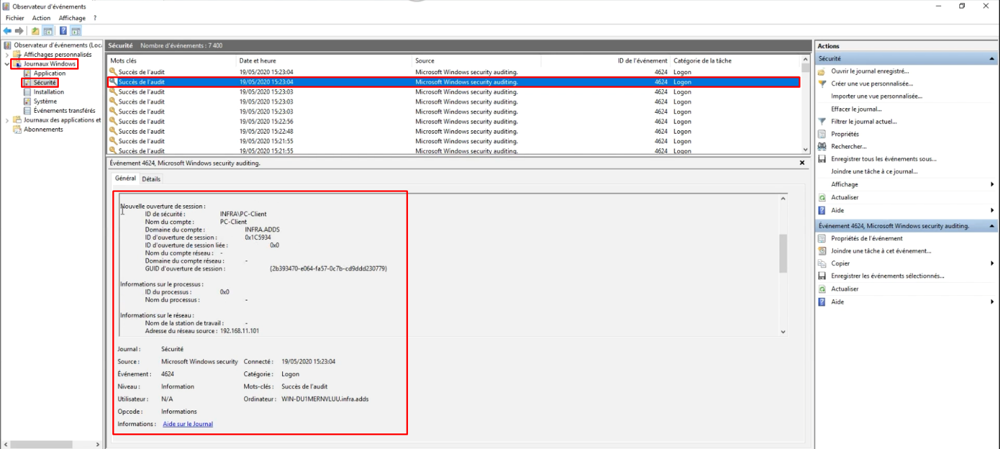 Observateur d'événements
Fichier Action Affichage ?
Observateur d'événements (Loca
Affichages personnalisés
Journaux Windows
Application
Sécurité
Installation
Système
Événements transférés
Journaux des applications et
Abonnements
Sécurité Nombre d'événements : 7 400
Mots clés Date et heure Source ID de l'événement Catégorie de la tâche
Succès de l'audit 19/05/2020 15:23:04 Microsoft Windows security auditing. 4624 Logon
Succès de l'audit 19/05/2020 15:23:04 Microsoft Windows security auditing. 4624 Logon
Succès de l'audit 19/05/2020 15:23:03 Microsoft Windows security auditing. 4624 Logon
Succès de l'audit 19/05/2020 15:23:03 Microsoft Windows security auditing. 4624 Logon
Succès de l'audit 19/05/2020 15:23:03 Microsoft Windows security auditing. 4624 Logon
Succès de l'audit 19/05/2020 15:22:56 Microsoft Windows security auditing. 4624 Logon
Succès de l'audit 19/05/2020 15:22:48 Microsoft Windows security auditing. 4624 Logon
Succès de l'audit 19/05/2020 15:21:55 Microsoft Windows security auditing. 4624 Logon
Succès de l'audit 19/05/2020 15:21:55 Microsoft Windows security auditing. 4624 Logon
Événement 4624, Microsoft Windows security auditing.
Général Détails
Nouvelle ouverture de session :
ID de sécurité : INFRA\PC-Client
Nom du compte : PC-Client
Domaine du compte : INFRA.ADDS
ID d'ouverture de session : 0x1C5934
ID d'ouverture de session liée : 0x0
Nom du compte réseau : -
Domaine du compte réseau : -
GUID d'ouverture de session : {2b393470-e064-fa57-0c7b-cd9ddd230779}
Informations sur le processus :
ID du processus : 0x0
Nom du processus : -
Informations sur le réseau :
Nom de la station de travail : -
Adresse du réseau source : 192.168.11.101
Journal : Sécurité
Source : Microsoft Windows security Connecté : 19/05/2020 15:23:04
Événement : 4624 Catégorie : Logon
Niveau : Information Mots-clés : Succès de l'audit
Utilisateur : N/A Ordinateur : WIN-DU1MERNVLUU.infra.adds
Opcode : Informations
Informations : Aide sur le Journal
Actions
Sécurité
Ouvrir le journal enregistré...
Créer une vue personnalisée...
Importer une vue personnalisée...
Effacer le journal...
Filtrer le journal actuel...
Propriétés
Rechercher...
Enregistrer tous les événements sous...
Joindre une tâche à ce journal...
Affichage
Actualiser
Aide
Événement 4624, Microsoft Windows security auditing.
Propriétés de l'événement
Joindre une tâche à cet événement...
Copier
Enregistrer les événements sélectionnés...
Actualiser
Aide